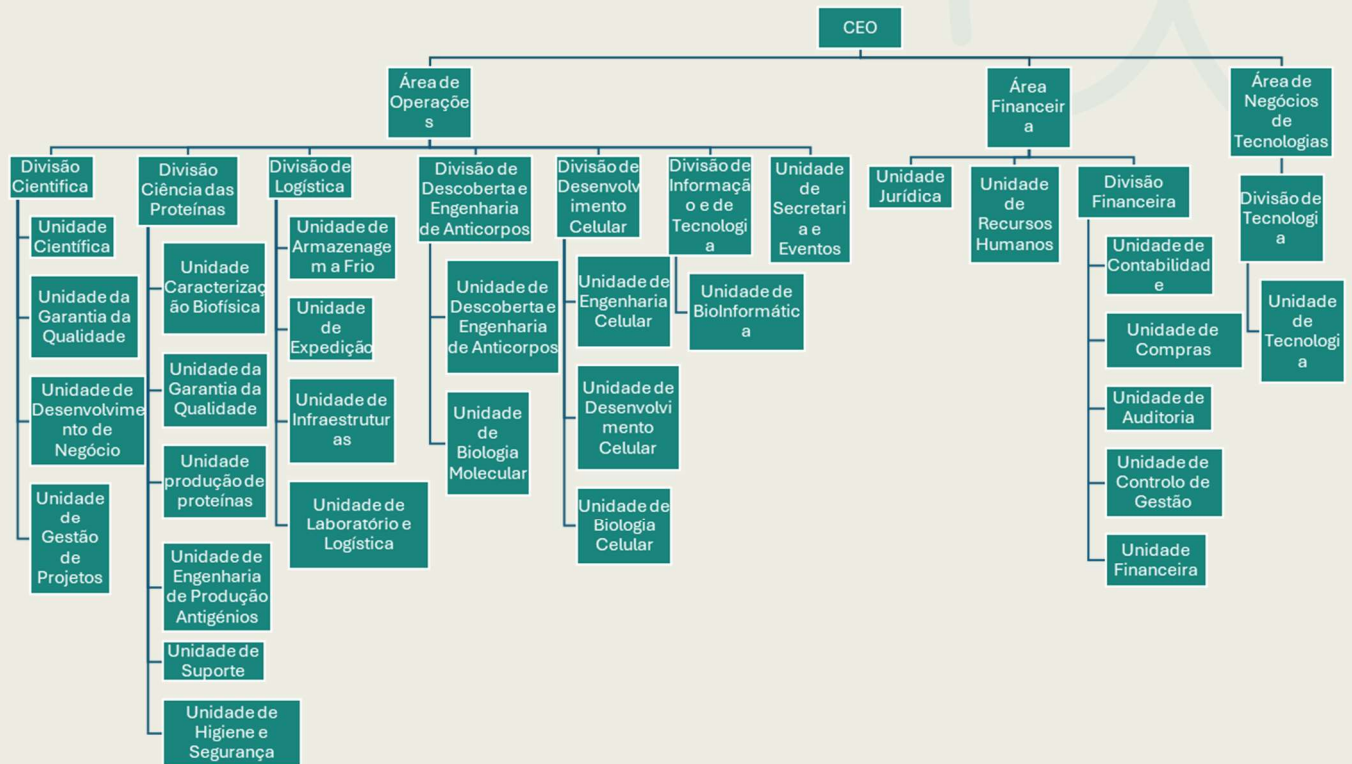 CEO
Área de
Operaçõe
s
Área
Financeir
a
Área de
Negócios
de
Tecnologias
Divisão
Cientifica
Unidade
Científica
Unidade da
Garantia da
Qualidade
Unidade de
Desenvolvime
nto de
Negócio
Unidade
de
Gestão
de
Projetos
Divisão
Ciência das
Proteínas
Unidade
Caracterizaç
ão Biofísica
Unidade da
Garantia da
Qualidade
Unidade
produção de
proteínas
Unidade de
Engenharia
de Produção
Antigénios
Unidade de
Suporte
Unidade de
Higiene e
Segurança
Divisão de
Logística
Unidade de
Armazenage
m a Frio
Unidade
de
Expedição
Unidade de
Infraestrutur
as
Unidade de
Laboratório e
Logística
Divisão de
Descoberta e
Engenharia
de Anticorpos
Unidade de
Descoberta e
Engenharia
de Anticorpos
Unidade
de
Biologia
Molecular
Divisão de
Desenvolv
imento
Celular
Unidade de
Engenharia
Celular
Unidade de
Desenvolvi
mento
Celular
Unidade de
Biologia
Celular
Divisão de
Informaçã
o e de
Tecnologi
a
Unidade de
BioInformátic
a
Unidade
de
Secretari
a e
Eventos
Unidade
Jurídica
Unidade
de
Recursos
Humanos
Divisão
Financeira
Unidade de
Contabilidad
e
Unidade de
Compras
Unidade de
Auditoria
Unidade de
Controlo de
Gestão
Unidade
Financeira
Divisão de
Tecnologi
a
Unidade
de
Tecnologi
a